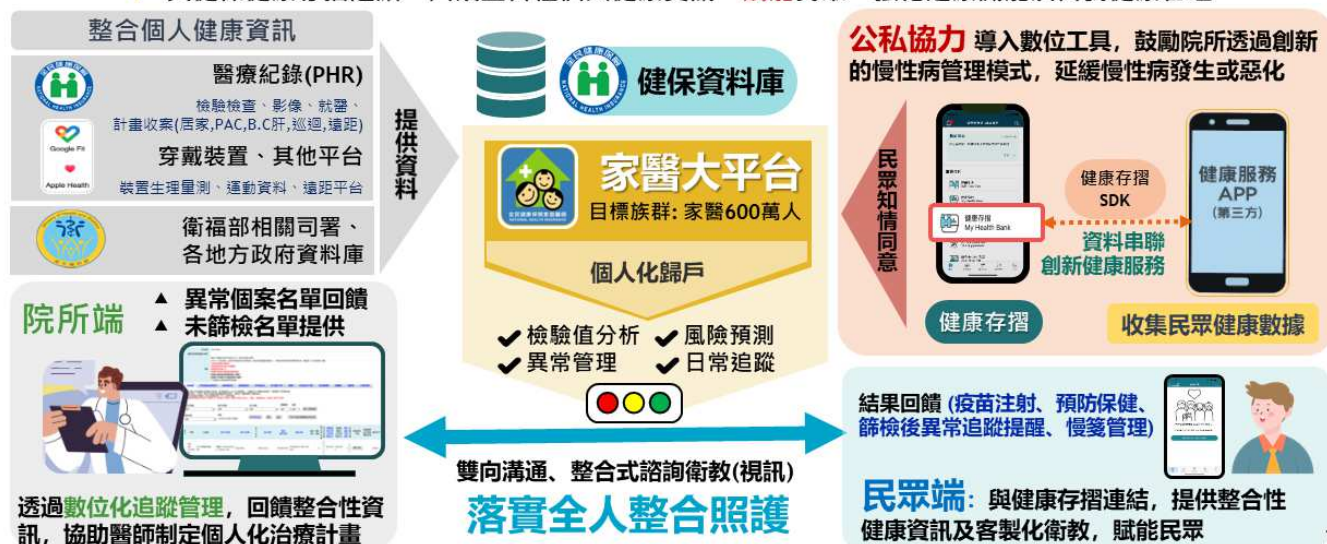 整合個人健康資訊
醫療紀錄(PHR)
檢驗檢查、影像、就醫、
計畫收案(居家,PAC,B.C肝,巡迴,遠距)
Google Fit
Apple Health
穿戴裝置、其他平台
裝置生理量測、運動資料、遠距平台
衛福部相關司署、
各地方政府資料庫
提供資料
院所端
▲ 異常個案名單回饋
▲ 未篩檢名單提供
透過數位化追蹤管理，回饋整合性資
訊，協助醫師制定個人化治療計畫
健保資料庫
家醫大平台
目標族群: 家醫600萬人
個人化歸戶
✔檢驗值分析 ✔風險預測
✔異常管理 ✔日常追蹤
雙向溝通、整合式諮詢衛教(視訊)
落實全人整合照護
公私協力 導入數位工具，鼓勵院所透過創新
的慢性病管理模式，延緩慢性病發生或惡化
民眾知情同意
健康存摺
My Health Bank
健康存摺
健康存摺
SDK
資料串聯
創新健康服務
健康服務
APP
(第三方)
收集民眾健康數據
結果回饋 (疫苗注射、預防保健、
篩檢後異常追蹤提醒、慢箋管理)
民眾端：與健康存摺連結，提供整合性
健康資訊及客製化衛教，賦能民眾